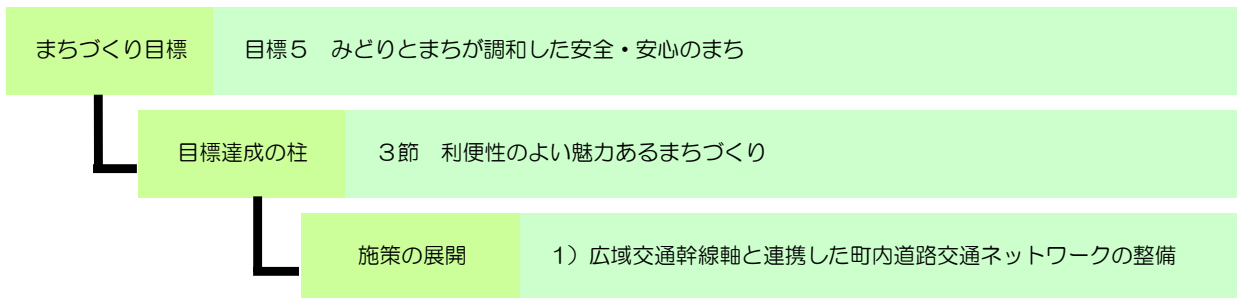 まちづくり目標　目標５　みどりとまちが調和した安全・安心のまち
目標達成の柱　３節　利便性のよい魅力あるまちづくり
施策の展開　１）広域交通幹線軸と連携した町内道路交通ネットワークの整備